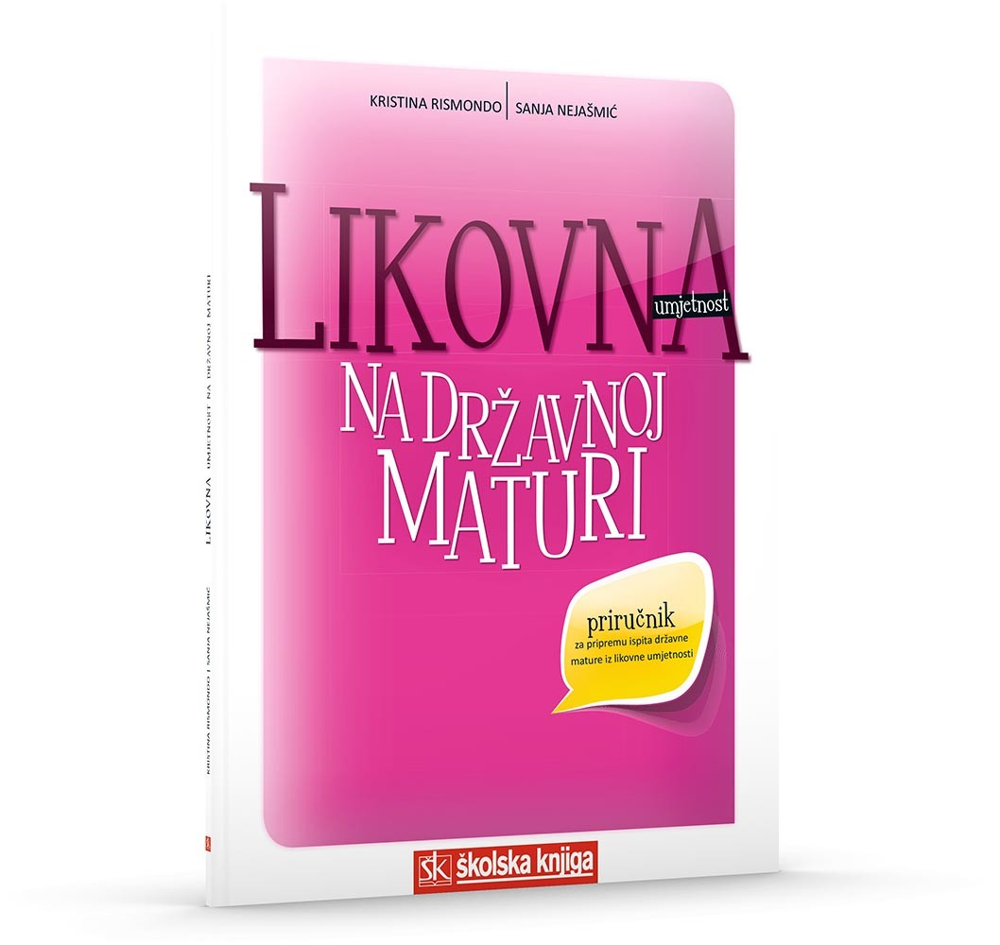 KRISTINA RISMONDO | SANJA NEJAŠMIĆ
LIKOVNA
umjetnost
NA DRŽAVNOJ
MATURI
priručnik
za pripremu ispita državne
mature iz likovne umjetnosti
ŠK školska knjiga
KRISTINA RISMONDO | SANJA NEJAŠMIĆ LIKOVNA UMJETNOST NA DRŽAVNOJ MATURI